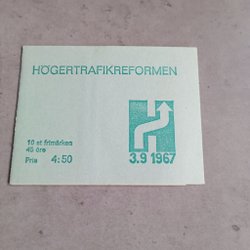 HÖGERTRAFIKREFORMEN
10 st frimärken
45 öre
Pris 4:50
3.9 1967